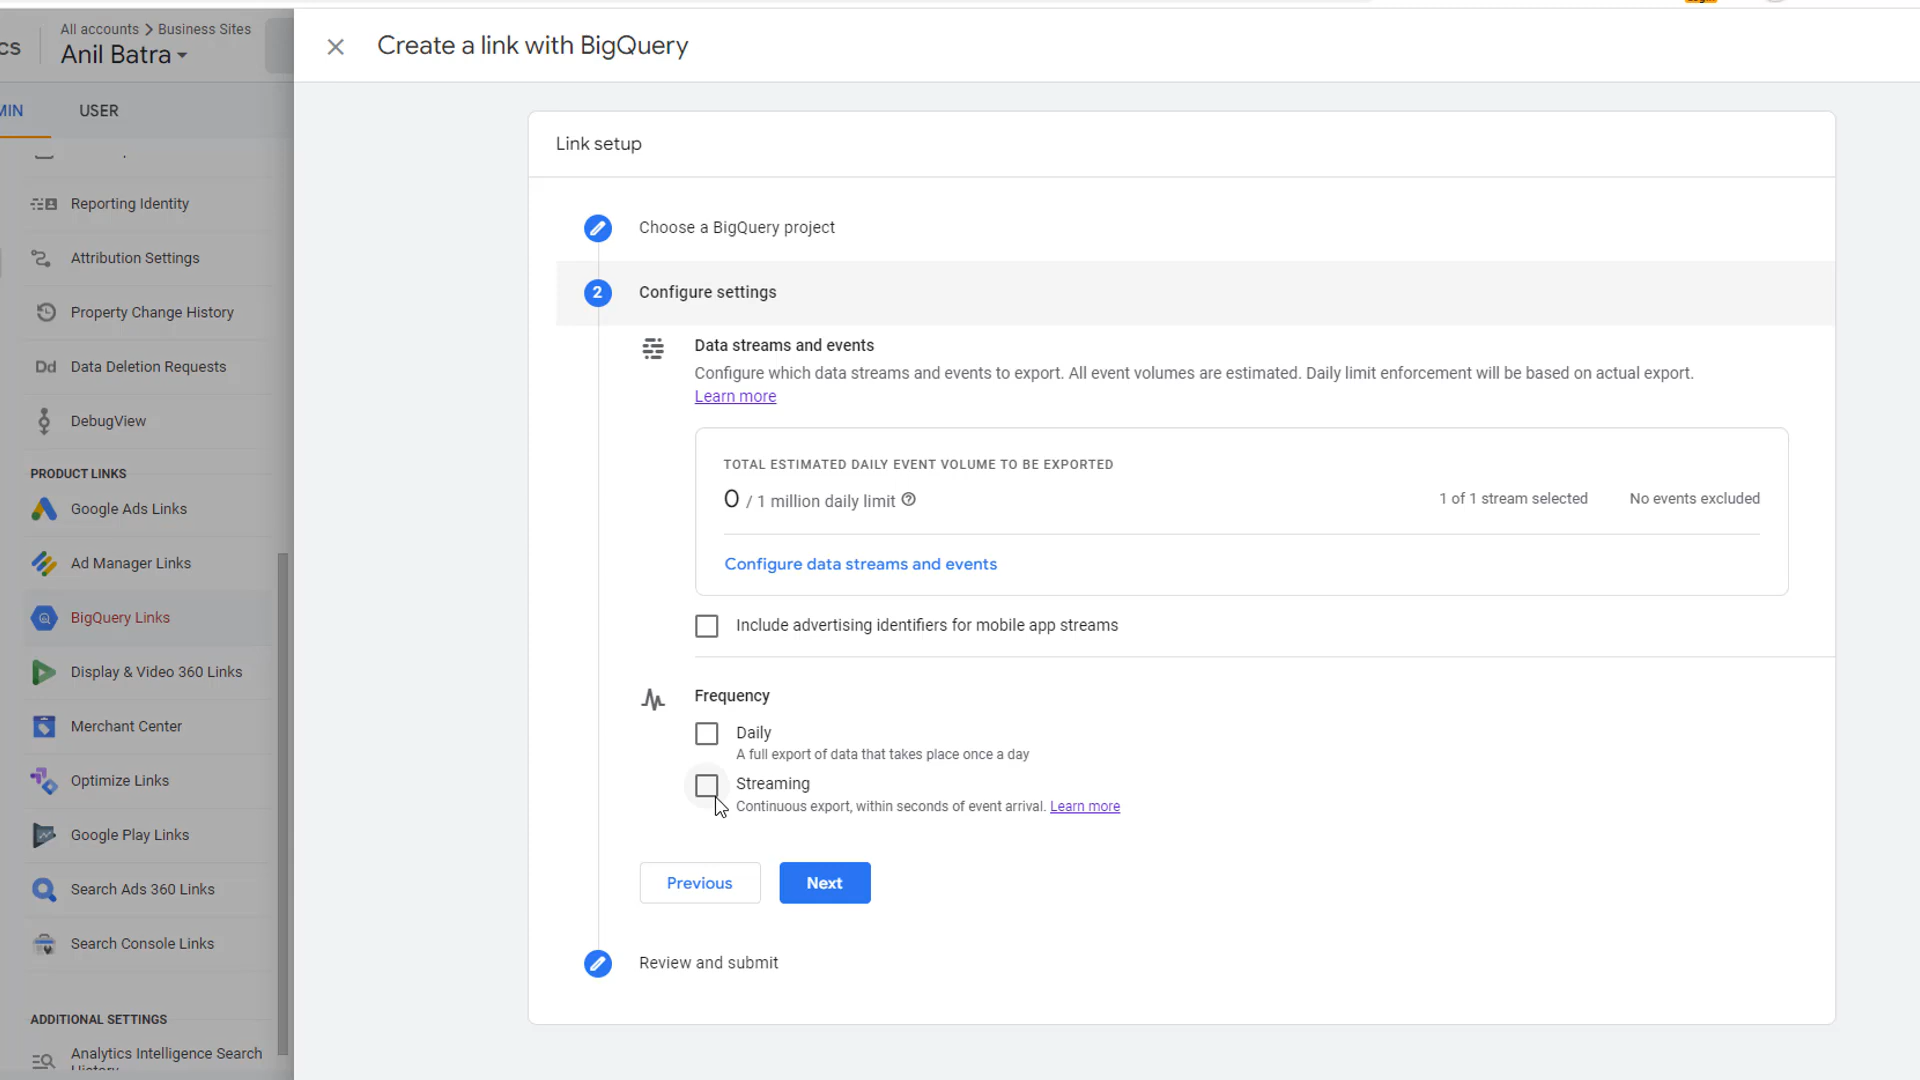 All accounts > Business Sites
Anil Batra
CS
MIN
USER
Reporting Identity
Attribution Settings
Property Change History
Dd Data Deletion Requests
DebugView
PRODUCT LINKS
Google Ads Links
Ad Manager Links
BigQuery Links
Display & Video 360 Links
Merchant Center
Optimize Links
Google Play Links
Search Ads 360 Links
Search Console Links
ADDITIONAL SETTINGS
Analytics Intelligence Search
Create a link with BigQuery
Link setup
Choose a BigQuery project
2 Configure settings
Data streams and events
Configure which data streams and events to export. All event volumes are estimated. Daily limit enforcement will be based on actual export.
Learn more
TOTAL ESTIMATED DAILY EVENT VOLUME TO BE EXPORTED
0 / 1 million daily limit
1 of 1 stream selected
No events excluded
Configure data streams and events
Include advertising identifiers for mobile app streams
Frequency
Daily
A full export of data that takes place once a day
Streaming
Continuous export, within seconds of event arrival. Learn more
Previous
Next
Review and submit